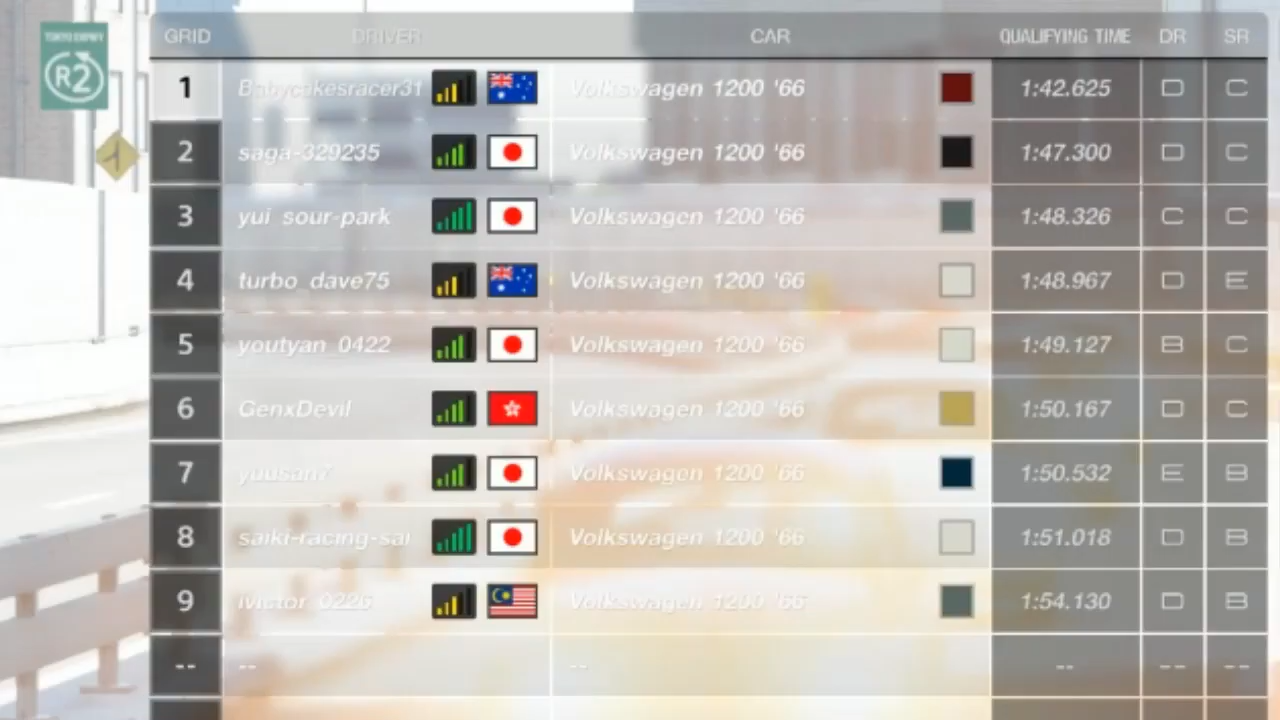 TOKYO EXPWY
R2
GRID DRIVER CAR QUALIFYING TIME DR SR
1 Babycakesracer31 Volkswagen 1200 '66 1:42.625 D C
2 saga-329235 Volkswagen 1200 '66 1:47.300 D C
3 yui_sour-park Volkswagen 1200 '66 1:48.326 C C
4 turbo_dave75 Volkswagen 1200 '66 1:48.967 D E
5 youtyan_0422 Volkswagen 1200 '66 1:49.127 B C
6 GenxDevil Volkswagen 1200 '66 1:50.167 D C
7 Volkswagen 1200 '66 1:50.532 E B
8 saiki-racing-sai Volkswagen 1200 '66 1:51.018 D B
9 Volkswagen 1200 '66 1:54.130 D B
-- -- -- -- -- --